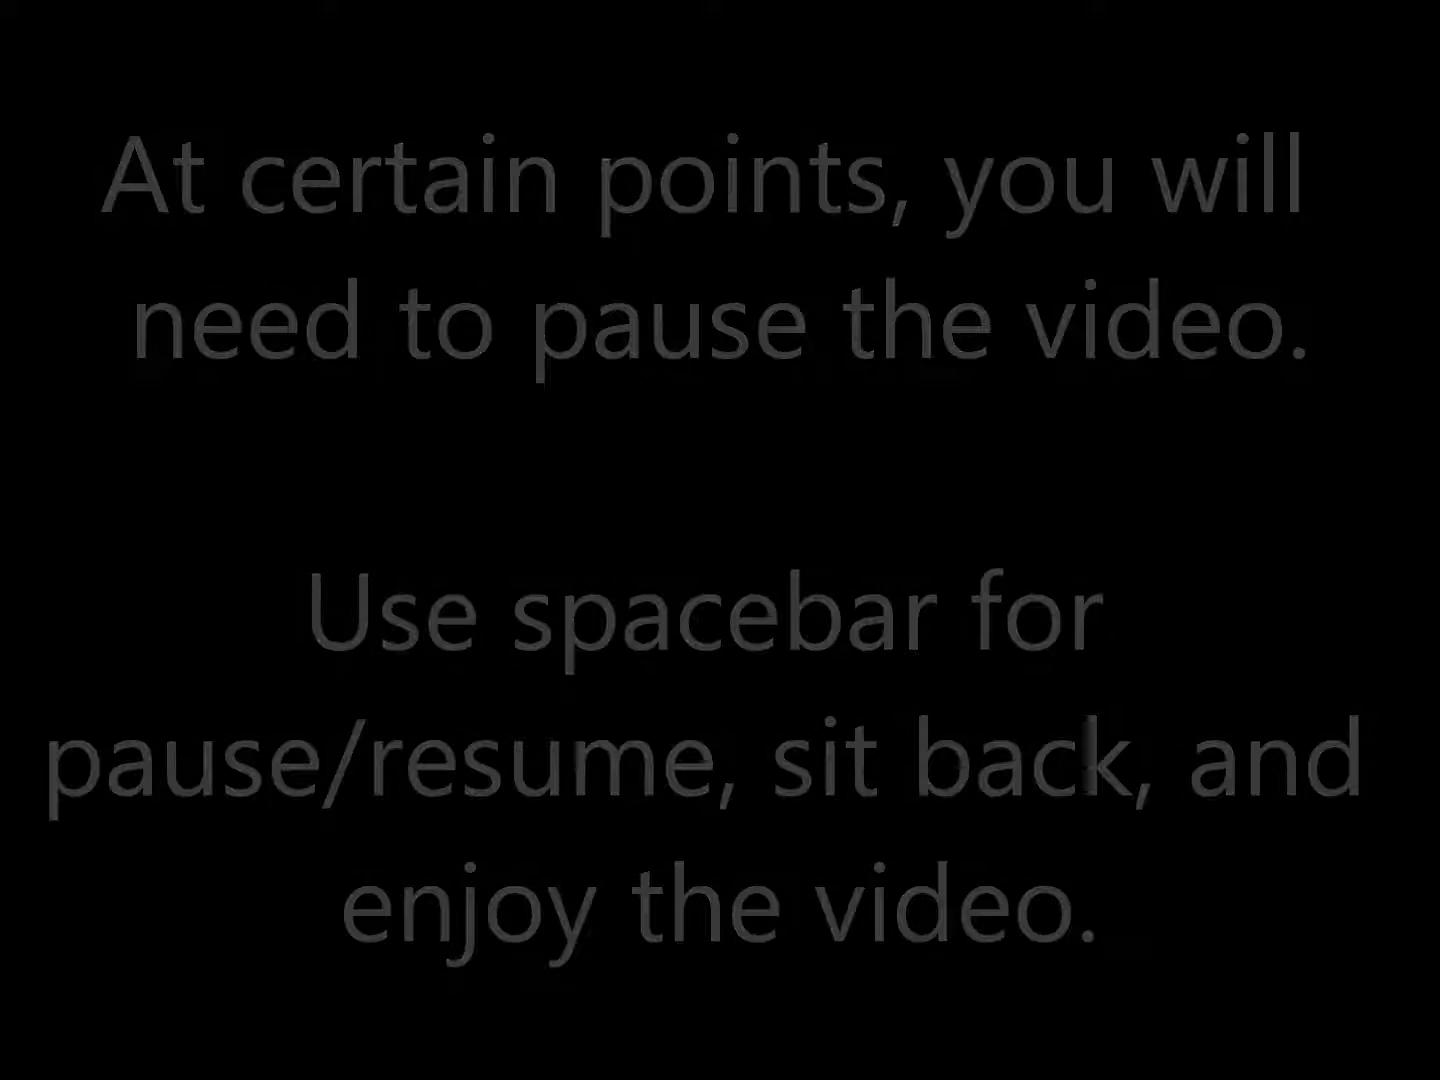 At certain points, you will
need to pause the video.
Use spacebar for
pause/resume, sit back, and
enjoy the video.